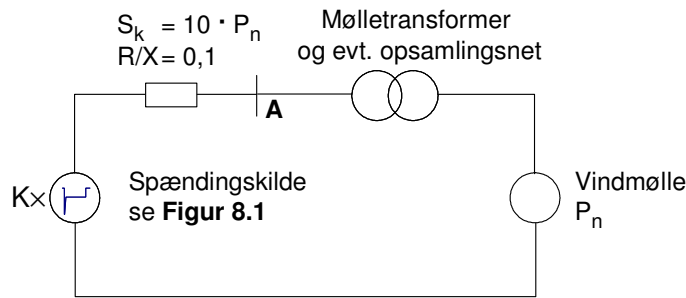 S_k = 10 · P_n
R/X = 0,1
Mølletransformer
og evt. opsamlingsnet
A
K×
Spændingskilde
se Figur 8.1
Vindmølle
P_n